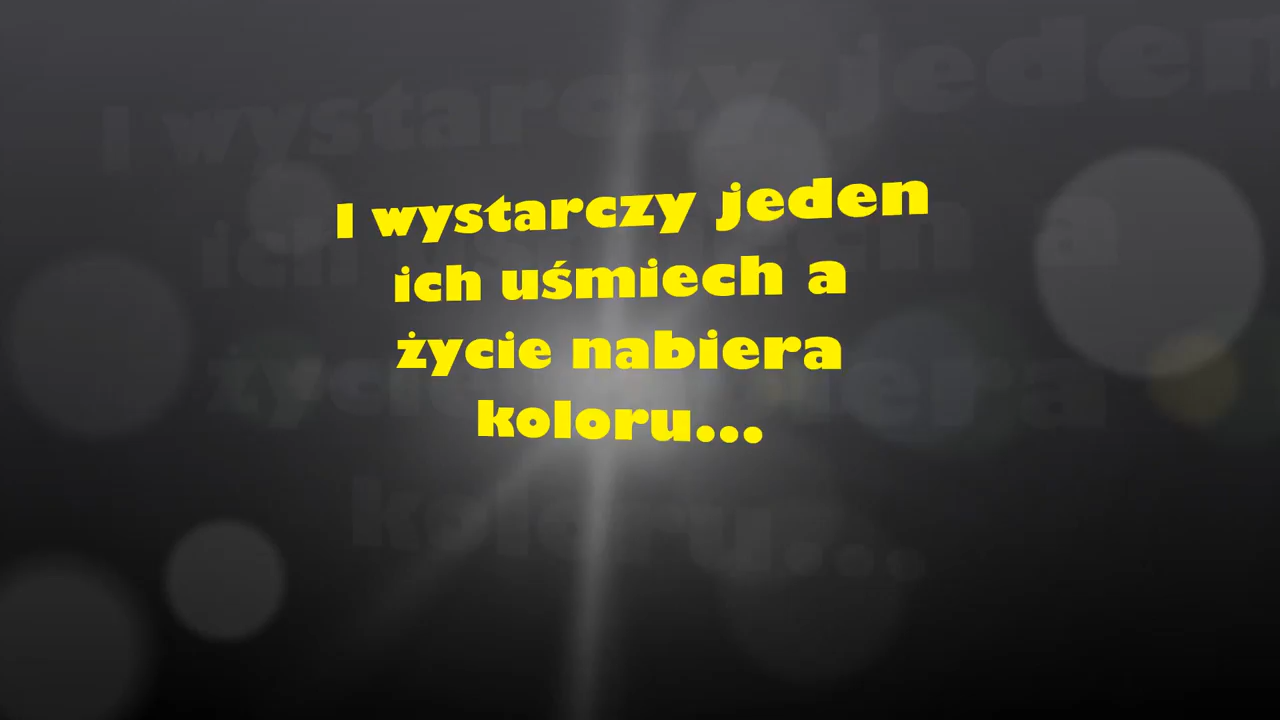 I wystarczy jeden
ich uśmiech a
życie nabiera
koloru...